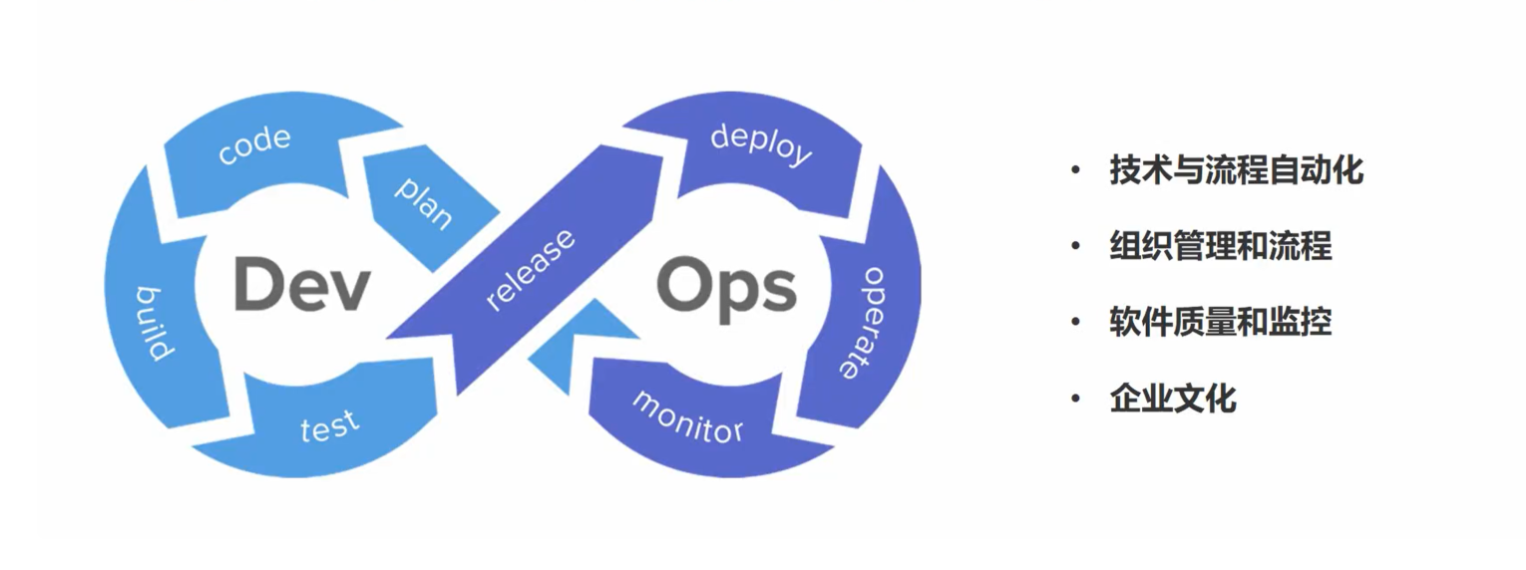 code
plan
build
Dev
test
release
deploy
Ops
operate
monitor
技术与流程自动化
组织管理和流程
软件质量和监控
企业文化